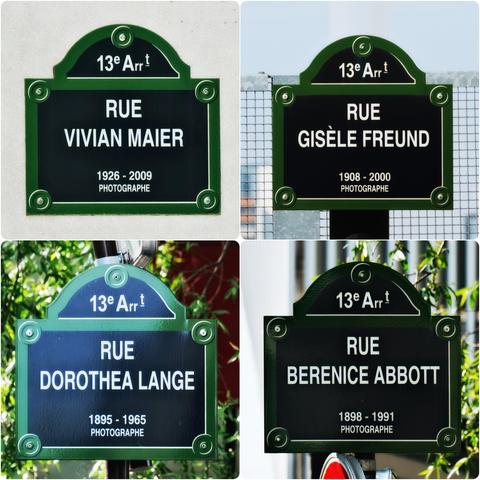 13e Arrt
RUE
VIVIAN MAIER
1926 - 2009
PHOTOGRAPHE
13e Arrt
RUE
GISÈLE FREUND
1908 - 2000
PHOTOGRAPHE
13e Arrt
RUE
DOROTHEA LANGE
1895 - 1965
PHOTOGRAPHE
13e Arrt
RUE
BERENICE ABBOTT
1898 - 1991
PHOTOGRAPHE